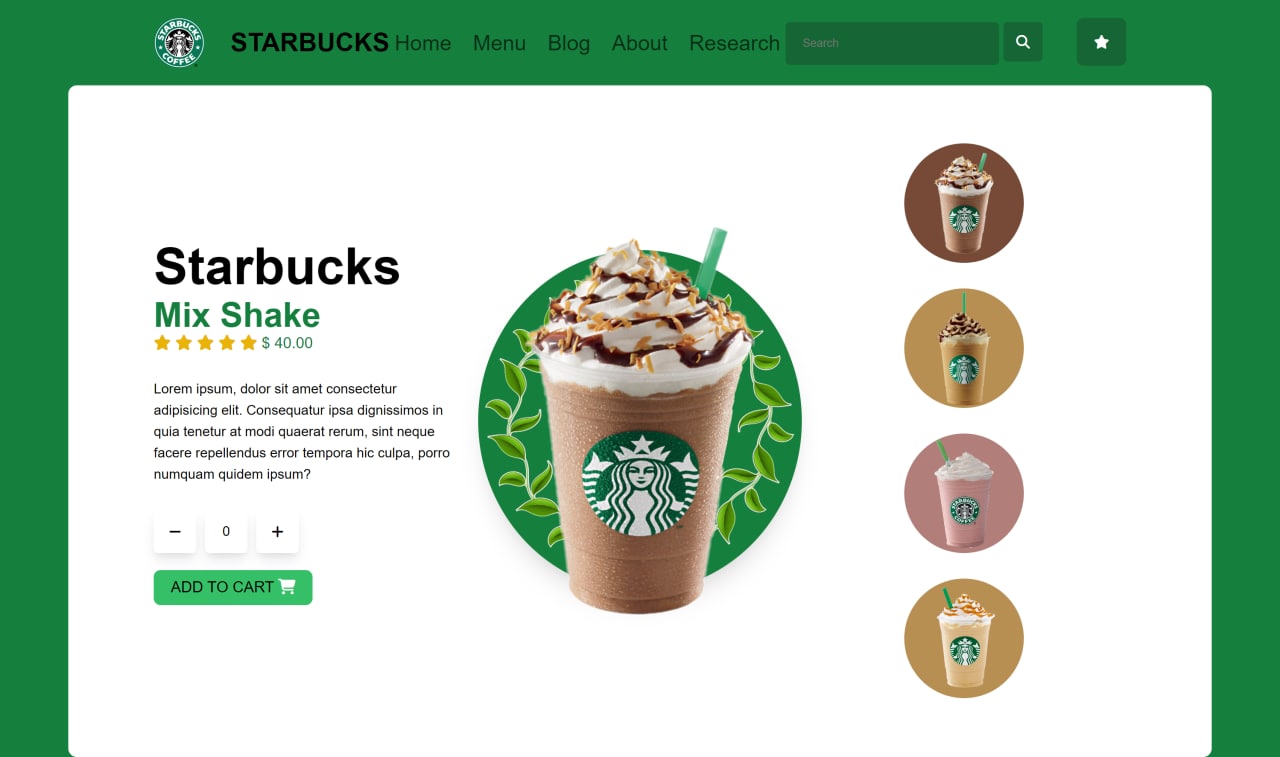 STARBUCKS
COFFEE
STARBUCKS Home Menu Blog About Research Search
Starbucks
Mix Shake
$ 40.00
Lorem ipsum, dolor sit amet consectetur
adipisicing elit. Consequatur ipsa dignissimos in
quia tenetur at modi quaerat rerum, sint neque
facere repellendus error tempora hic culpa, porro
numquam quidem ipsum?
− 0 +
ADD TO CART
STARBUCKS
COFFEE